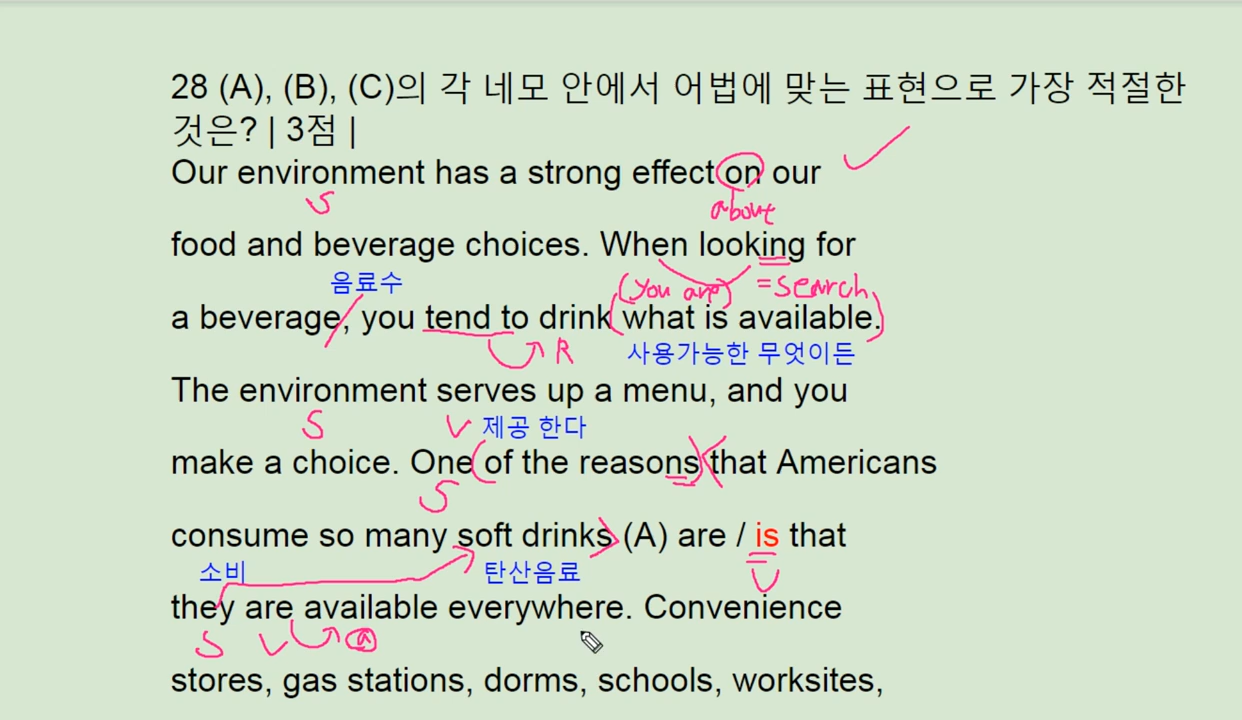 28 (A), (B), (C)의 각 네모 안에서 어법에 맞는 표현으로 가장 적절한
것은? | 3점 |
Our environment has a strong effect on our
S
about
food and beverage choices. When looking for
음료수
(you are) = search
a beverage, you tend to drink what is available.
R
사용가능한 무엇이든
The environment serves up a menu, and you
S V 제공 한다
make a choice. One of the reasons that Americans
S
consume so many soft drinks (A) are / is that
소비 탄산음료 V
they are available everywhere. Convenience
S V a
stores, gas stations, dorms, schools, worksites,